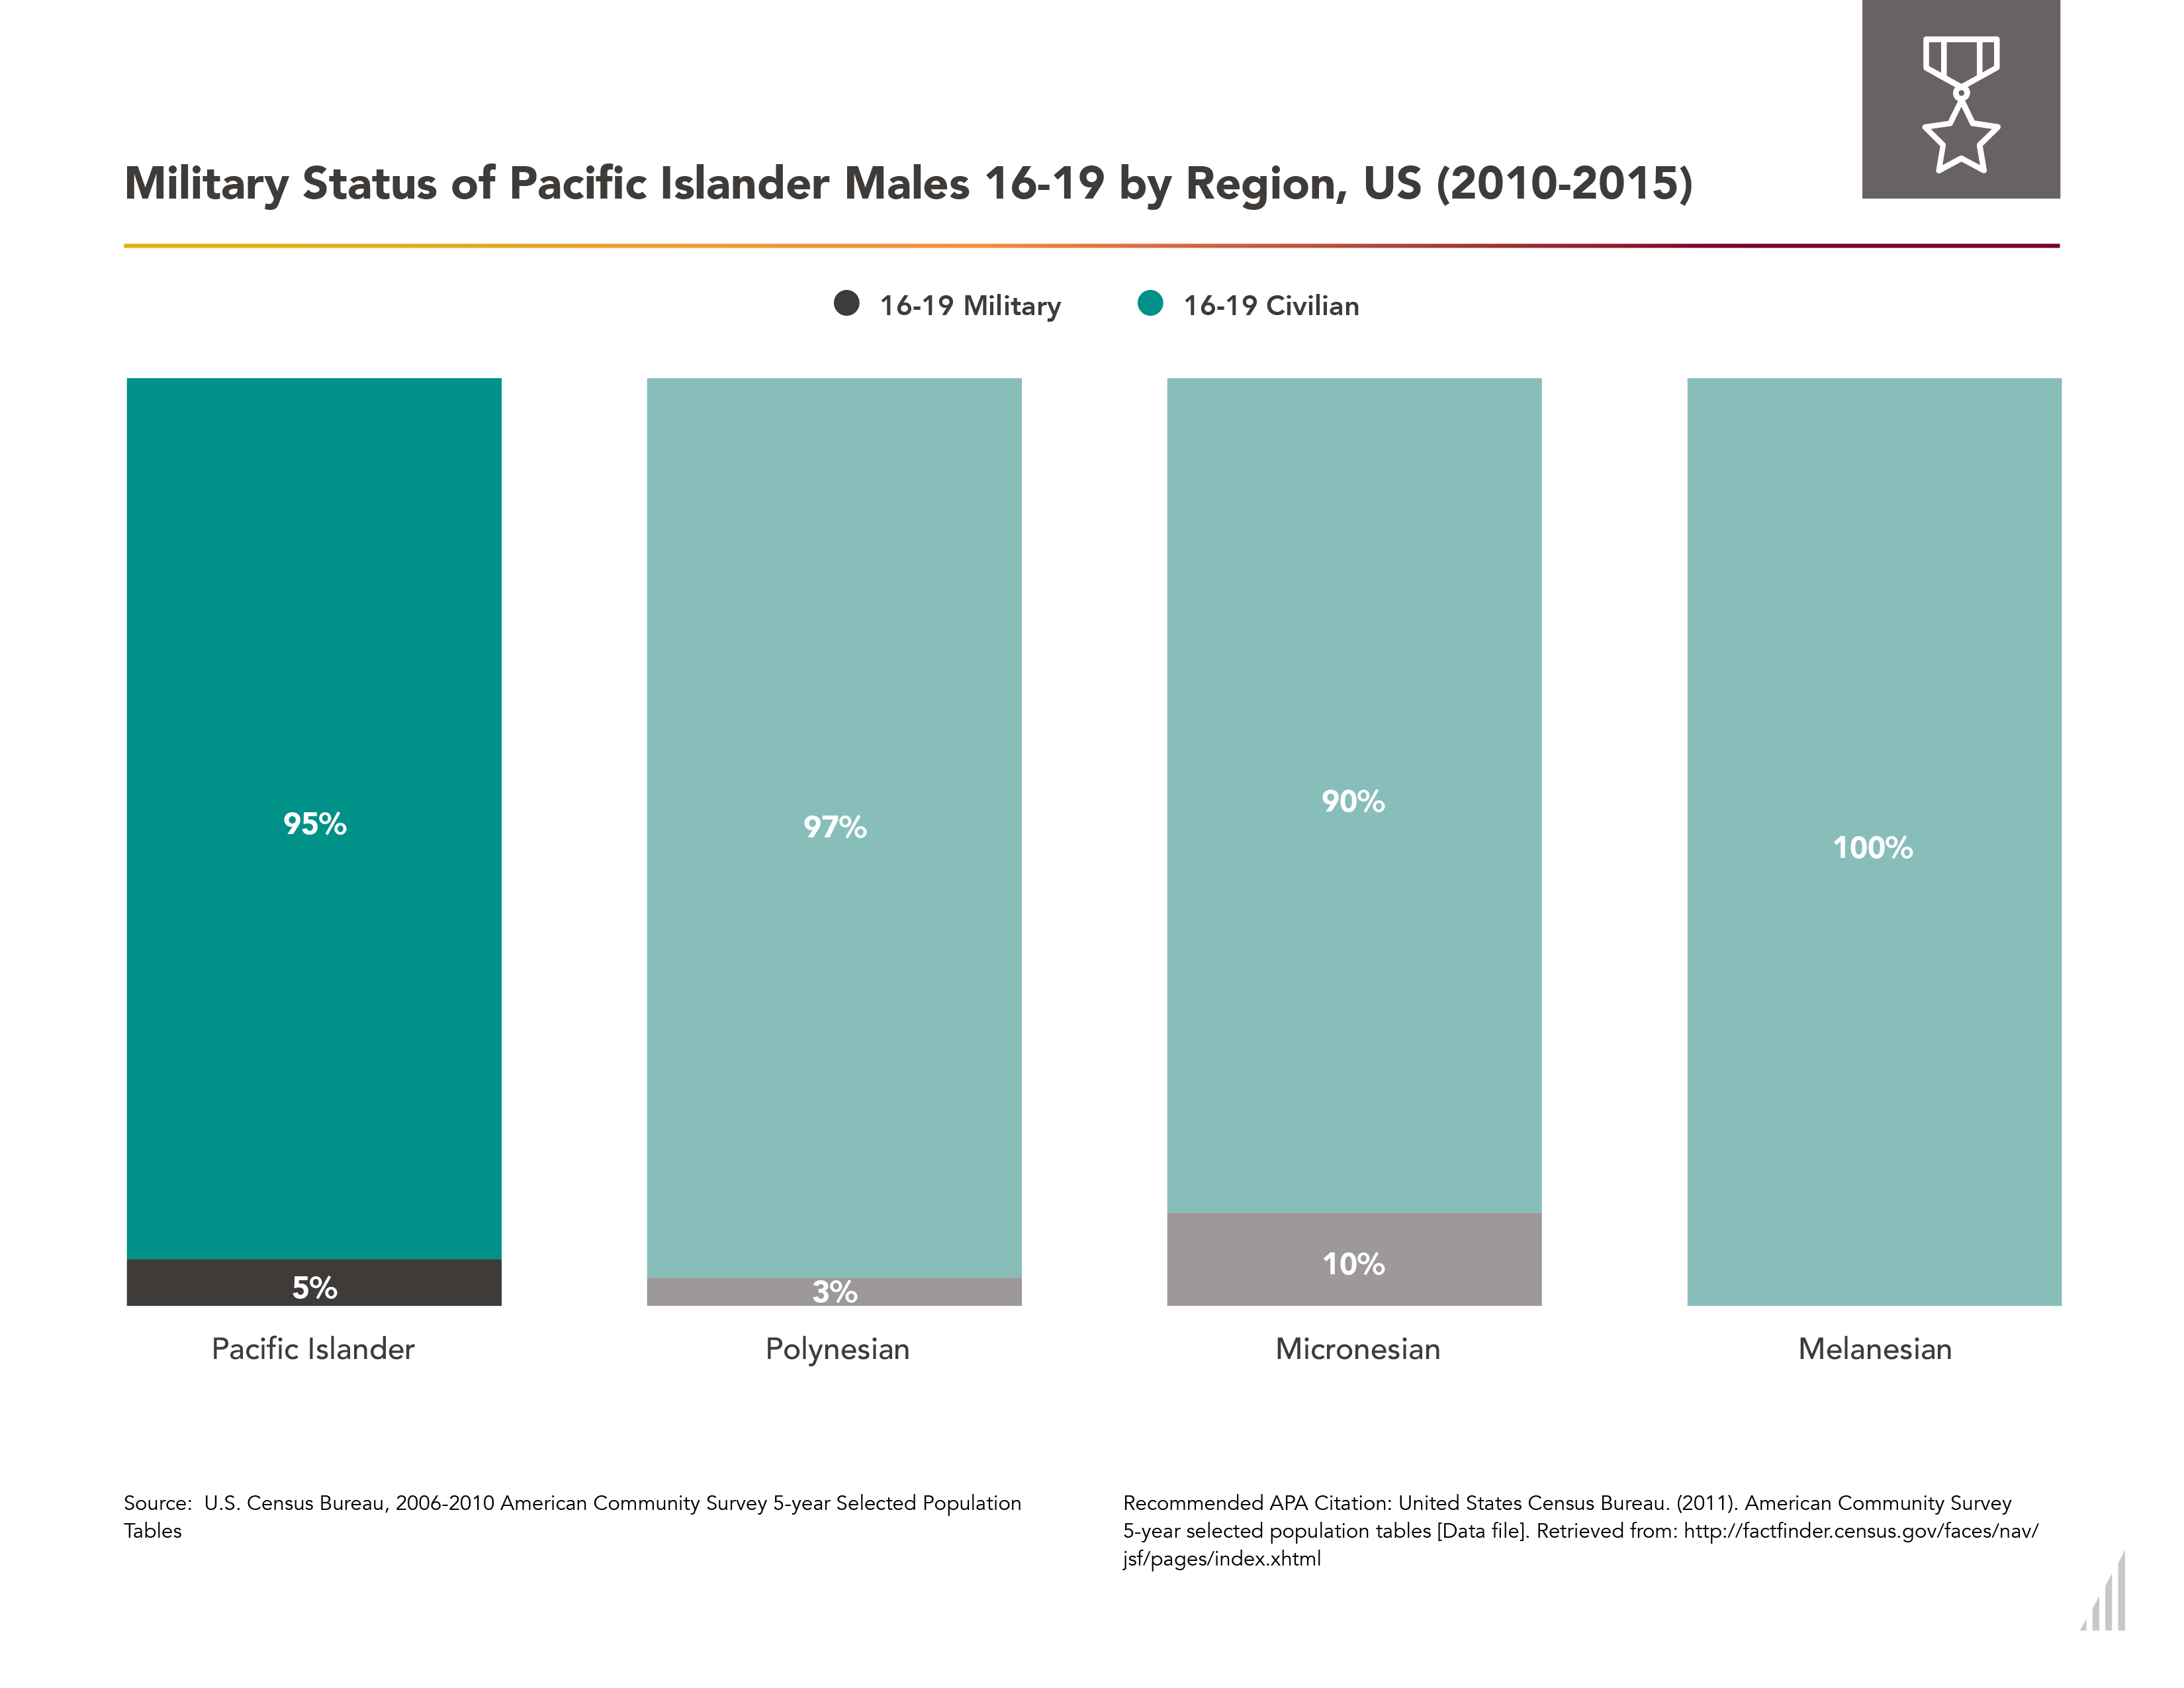 Military Status of Pacific Islander Males 16-19 by Region, US (2010-2015)
16-19 Military
16-19 Civilian
95%
97%
90%
100%
5%
3%
10%
Pacific Islander
Polynesian
Micronesian
Melanesian
Source:  U.S. Census Bureau, 2006-2010 American Community Survey 5-year Selected Population
Tables
Recommended APA Citation: United States Census Bureau. (2011). American Community Survey
5-year selected population tables [Data file]. Retrieved from: http://factfinder.census.gov/faces/nav/
jsf/pages/index.xhtml